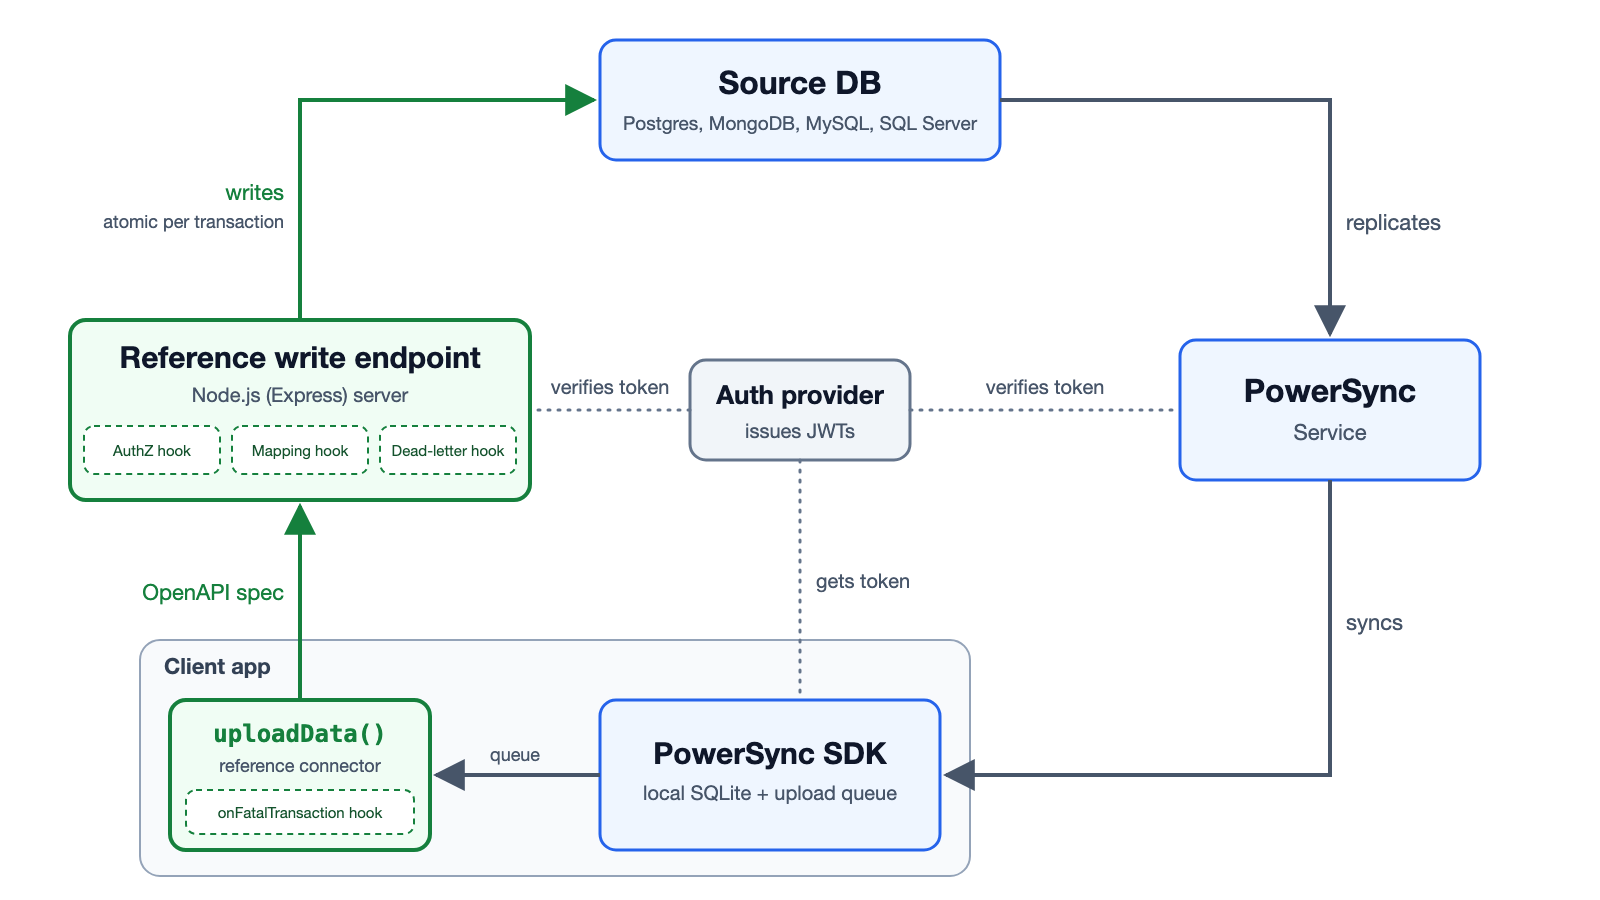 Source DB
Postgres, MongoDB, MySQL, SQL Server
writes
atomic per transaction
replicates
Reference write endpoint
Node.js (Express) server
AuthZ hook
Mapping hook
Dead-letter hook
verifies token
Auth provider
issues JWTs
verifies token
PowerSync
Service
OpenAPI spec
gets token
syncs
Client app
uploadData()
reference connector
onFatalTransaction hook
queue
PowerSync SDK
local SQLite + upload queue